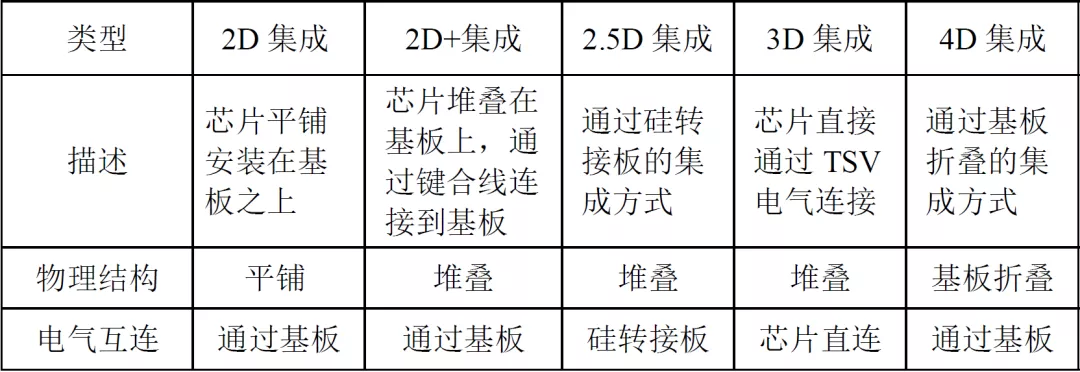 类型 2D 集成 2D+集成 2.5D 集成 3D 集成 4D 集成
描述
芯片平铺
安装在基
板之上
芯片堆叠在
基板上，通
过键合线连
接到基板
通过硅转
接板的集
成方式
芯片直接
通过 TSV
电气连接
通过基板
折叠的集
成方式
物理结构 平铺 堆叠 堆叠 堆叠 基板折叠
电气互连 通过基板 通过基板 硅转接板 芯片直连 通过基板